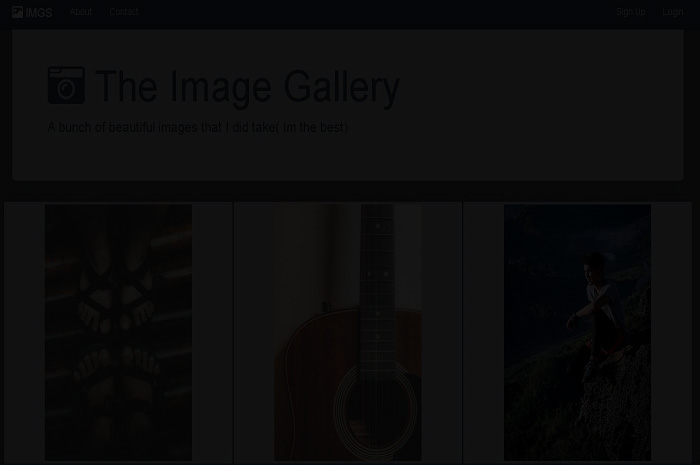 IMGS About Contact Sign Up Login
The Image Gallery
A bunch of beautiful images that I did take( Im the best)